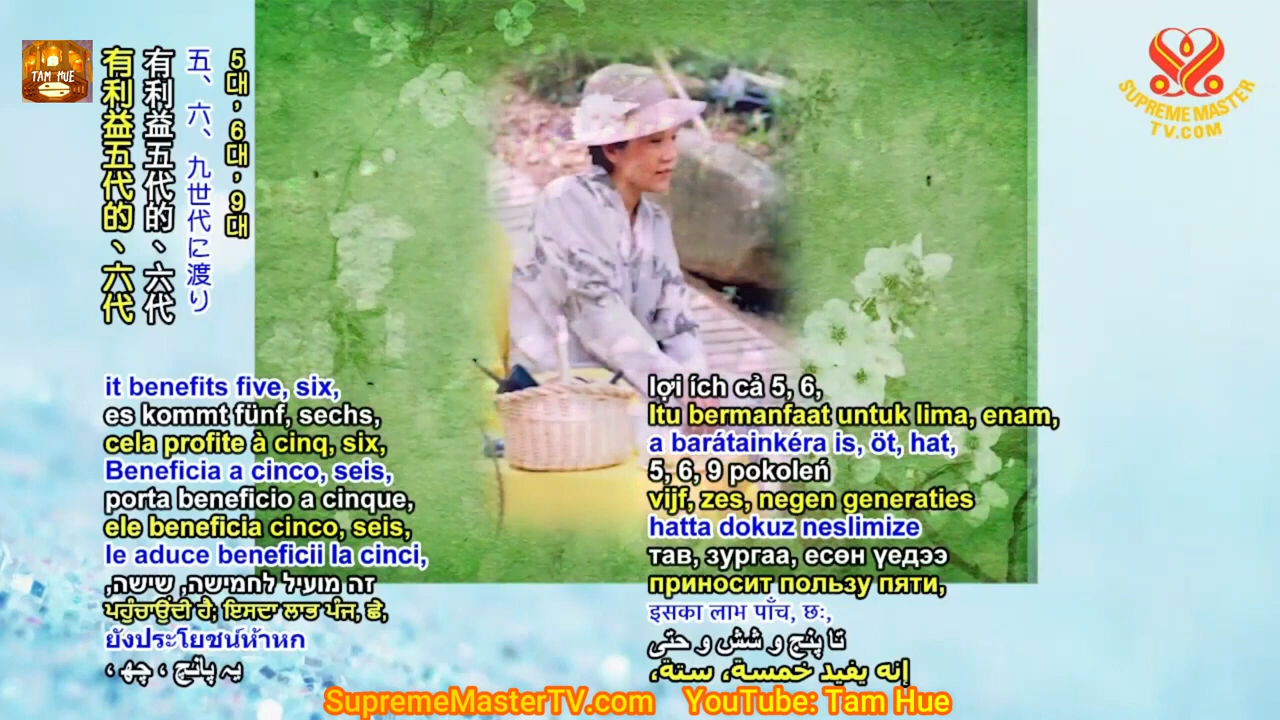 TAM HUE
SUPREME MASTER
TV.COM
5대, 6대, 9대
五、六、九世代に渡り
有利益五代的、六代
有利益五代的、六代
it benefits five, six,
es kommt fünf, sechs,
cela profite à cinq, six,
Beneficia a cinco, seis,
porta beneficio a cinque,
ele beneficia cinco, seis,
le aduce beneficii la cinci,
זה מועיל לחמישה, שישה,
ਪਹੁੰਚਾਉਂਦੀ ਹੈ; ਇਸਦਾ ਲਾਭ ਪੰਜ, ਛੇ,
ยังประโยชน์ห้าหก
یہ پانچ ، چھ ،
lợi ích cả 5, 6,
Itu bermanfaat untuk lima, enam,
a barátainkéra is, öt, hat,
5, 6, 9 pokoleń
vijf, zes, negen generaties
hatta dokuz neslimize
тав, зургаа, есөн үедээ
приносит пользу пяти,
इसका लाभ पाँच, छः,
تا پنج و شش و حتی
إنه يفيد خمسة، ستة،
SupremeMasterTV.com YouTube: Tam Hue